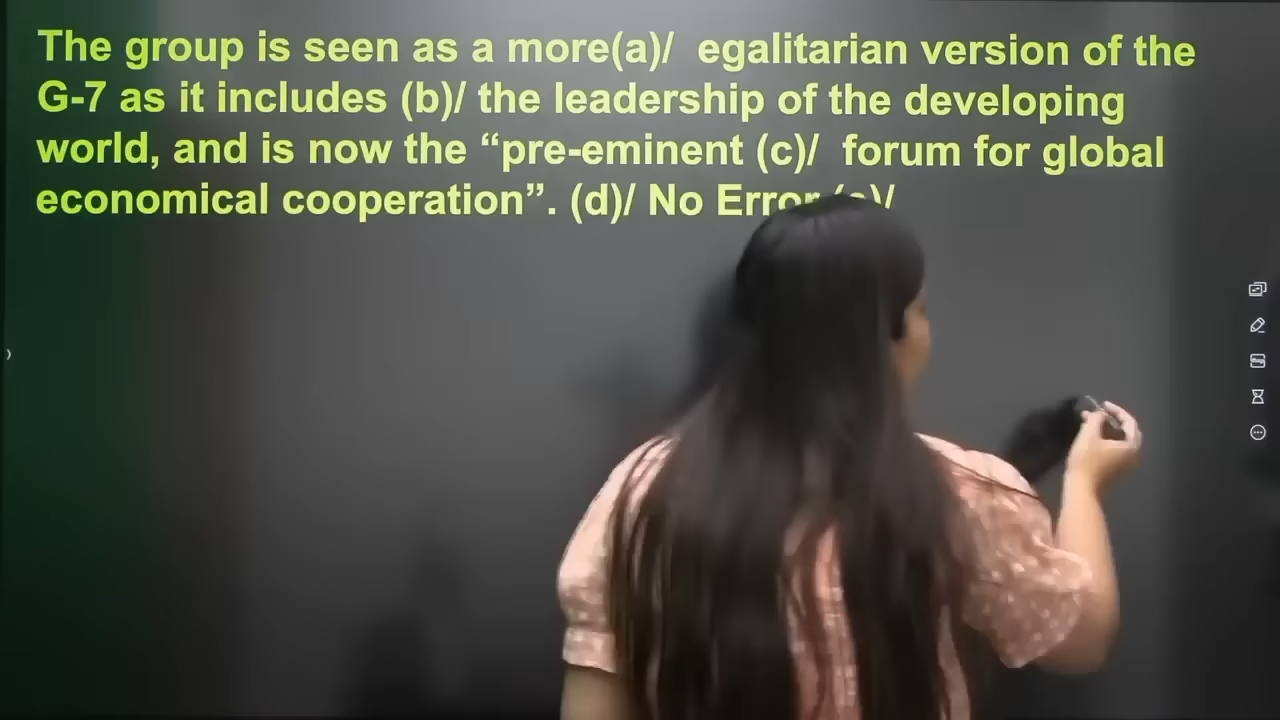 The group is seen as a more(a)/ egalitarian version of the
G-7 as it includes (b)/ the leadership of the developing
world, and is now the “pre-eminent (c)/ forum for global
economical cooperation”. (d)/ No Error